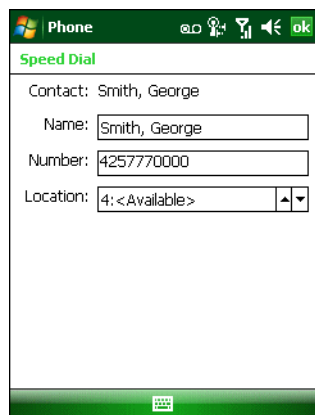 Phone ok
Speed Dial
Contact: Smith, George
Name: Smith, George
Number: 4257770000
Location: 4:<Available>